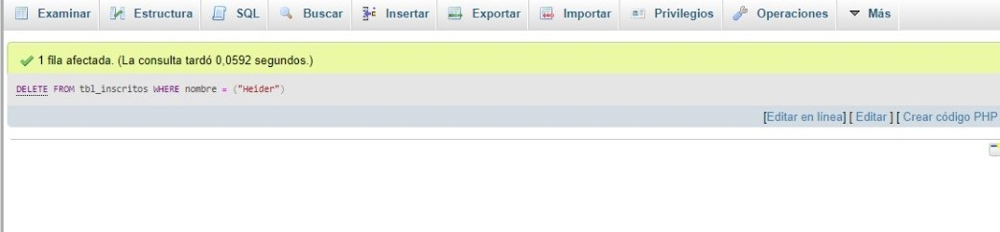 Examinar Estructura SQL Buscar Insertar Exportar Importar Privilegios Operaciones Más
1 fila afectada. (La consulta tardó 0,0592 segundos.)
DELETE FROM tbl_inscritos WHERE nombre = ("Heider")
[Editar en línea] [ Editar ] [ Crear código PHP